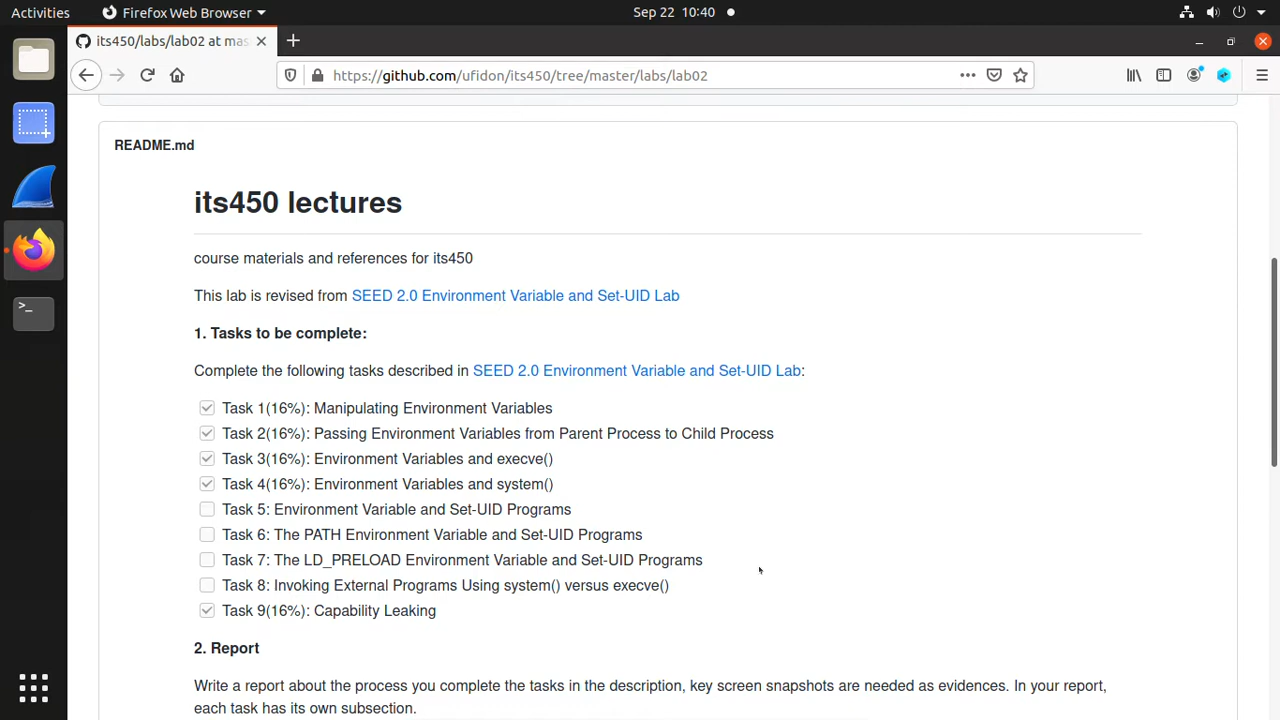 Activities
Firefox Web Browser
Sep 22 10:40
its450/labs/lab02 at mas
https://github.com/ufidon/its450/tree/master/labs/lab02
README.md
its450 lectures
course materials and references for its450
This lab is revised from SEED 2.0 Environment Variable and Set-UID Lab
1. Tasks to be complete:
Complete the following tasks described in SEED 2.0 Environment Variable and Set-UID Lab:
Task 1(16%): Manipulating Environment Variables
Task 2(16%): Passing Environment Variables from Parent Process to Child Process
Task 3(16%): Environment Variables and execve()
Task 4(16%): Environment Variables and system()
Task 5: Environment Variable and Set-UID Programs
Task 6: The PATH Environment Variable and Set-UID Programs
Task 7: The LD_PRELOAD Environment Variable and Set-UID Programs
Task 8: Invoking External Programs Using system() versus execve()
Task 9(16%): Capability Leaking
2. Report
Write a report about the process you complete the tasks in the description, key screen snapshots are needed as evidences. In your report,
each task has its own subsection.